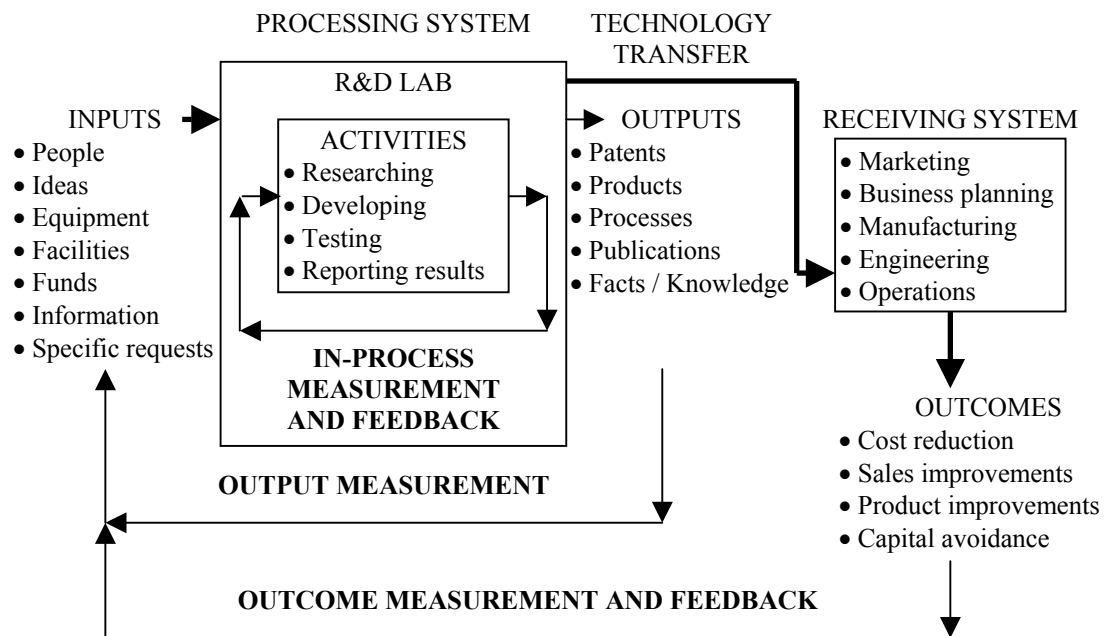 PROCESSING SYSTEM
TECHNOLOGY
TRANSFER
R&D LAB
INPUTS
• People
• Ideas
• Equipment
• Facilities
• Funds
• Information
• Specific requests
ACTIVITIES
• Researching
• Developing
• Testing
• Reporting results
IN-PROCESS
MEASUREMENT
AND FEEDBACK
OUTPUTS
• Patents
• Products
• Processes
• Publications
• Facts / Knowledge
RECEIVING SYSTEM
• Marketing
• Business planning
• Manufacturing
• Engineering
• Operations
OUTCOMES
• Cost reduction
• Sales improvements
• Product improvements
• Capital avoidance
OUTPUT MEASUREMENT
OUTCOME MEASUREMENT AND FEEDBACK